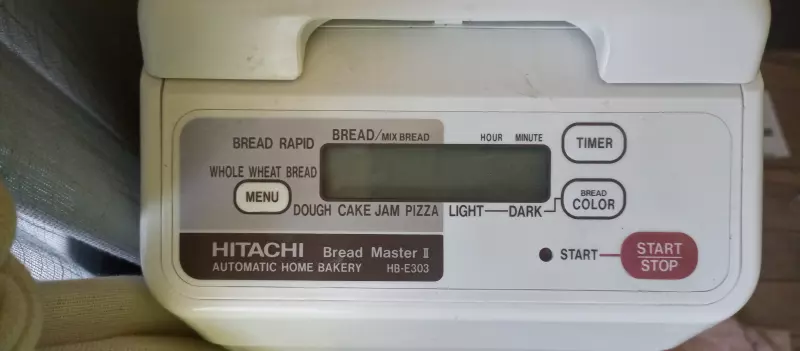 BREAD RAPID
BREAD/MIX BREAD
HOUR MINUTE
TIMER
WHOLE WHEAT BREAD
MENU
DOUGH CAKE JAM PIZZA
LIGHT DARK
BREAD
COLOR
HITACHI Bread Master II
AUTOMATIC HOME BAKERY HB-E303
START
START
STOP